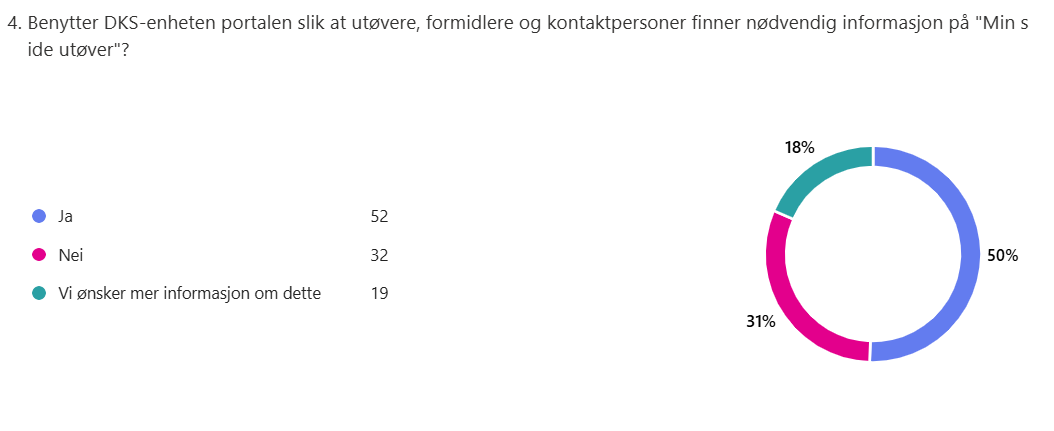 4. Benytter DKS-enheten portalen slik at utøvere, formidlere og kontaktpersoner finner nødvendig informasjon på "Min s
ide utøver"?
18%
Ja 52
50%
Nei 32
Vi ønsker mer informasjon om dette 19
31%